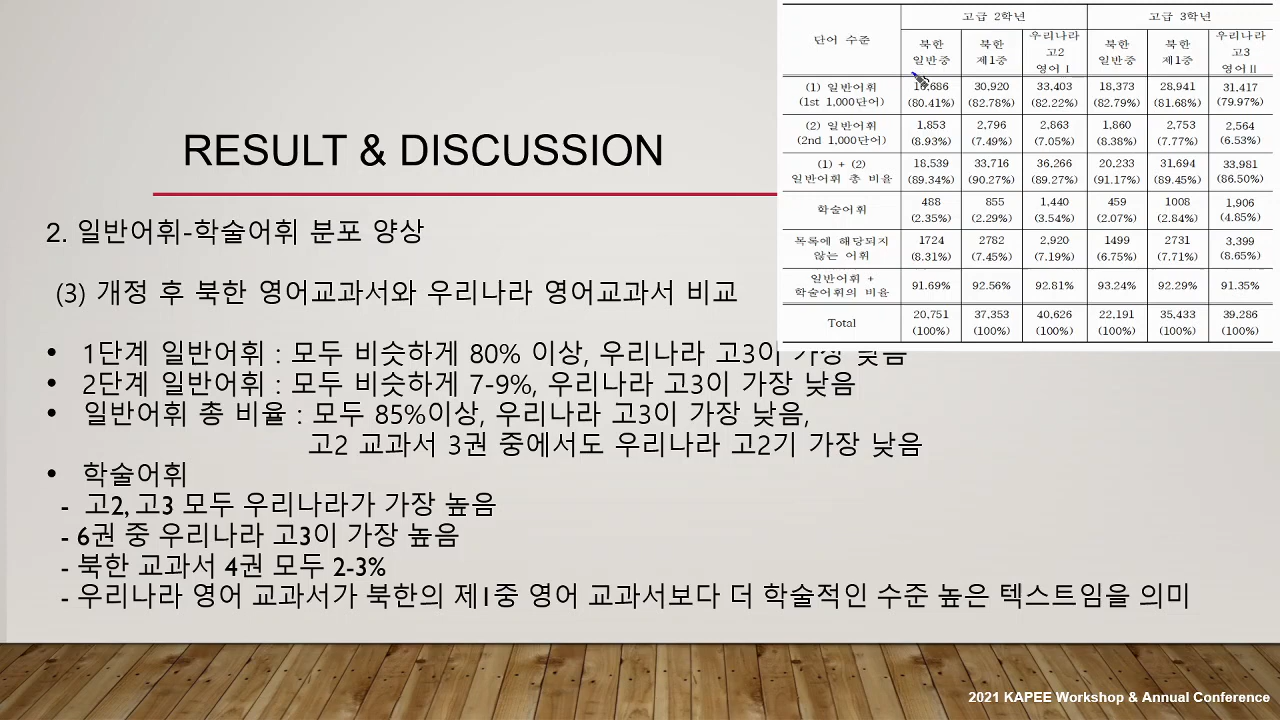 RESULT & DISCUSSION
2. 일반어휘-학술어휘 분포 양상
(3) 개정 후 북한 영어교과서와 우리나라 영어교과서 비교
• 1단계 일반어휘 : 모두 비슷하게 80% 이상, 우리나라 고3이 가장 낮음
• 2단계 일반어휘 : 모두 비슷하게 7-9%, 우리나라 고3이 가장 낮음
• 일반어휘 총 비율 : 모두 85%이상, 우리나라 고3이 가장 낮음,
고2 교과서 3권 중에서도 우리나라 고2기 가장 낮음
• 학술어휘
- 고2, 고3 모두 우리나라가 가장 높음
- 6권 중 우리나라 고3이 가장 높음
- 북한 교과서 4권 모두 2-3%
- 우리나라 영어 교과서가 북한의 제1중 영어 교과서보다 더 학술적인 수준 높은 텍스트임을 의미
단어 수준 고급 2학년 고급 3학년
북한 북한 우리나라 북한 북한 우리나라
일반중 제1중 고2 일반중 제1중 고3
영어Ⅰ 영어Ⅱ
(1) 일반어휘 16,686 30,920 33,403 18,373 28,941 31,417
(1st 1,000단어) (80.41%) (82.78%) (82.22%) (82.79%) (81.68%) (79.97%)
(2) 일반어휘 1,853 2,796 2,863 1,860 2,753 2,564
(2nd 1,000단어) (8.93%) (7.49%) (7.05%) (8.38%) (7.77%) (6.53%)
(1) + (2) 18,539 33,716 36,266 20,233 31,694 33,981
일반어휘 총 비율 (89.34%) (90.27%) (89.27%) (91.17%) (89.45%) (86.50%)
학술어휘 488 855 1,440 459 1008 1,906
(2.35%) (2.29%) (3.54%) (2.07%) (2.84%) (4.85%)
목록에 해당되지 1724 2782 2,920 1499 2731 3,399
않는 어휘 (8.31%) (7.45%) (7.19%) (6.75%) (7.71%) (8.65%)
일반어휘 +
학술어휘의 비율 91.69% 92.56% 92.81% 93.24% 92.29% 91.35%
Total 20,751 37,353 40,626 22,191 35,433 39,286
(100%) (100%) (100%) (100%) (100%) (100%)
2021 KAPEE Workshop & Annual Conference